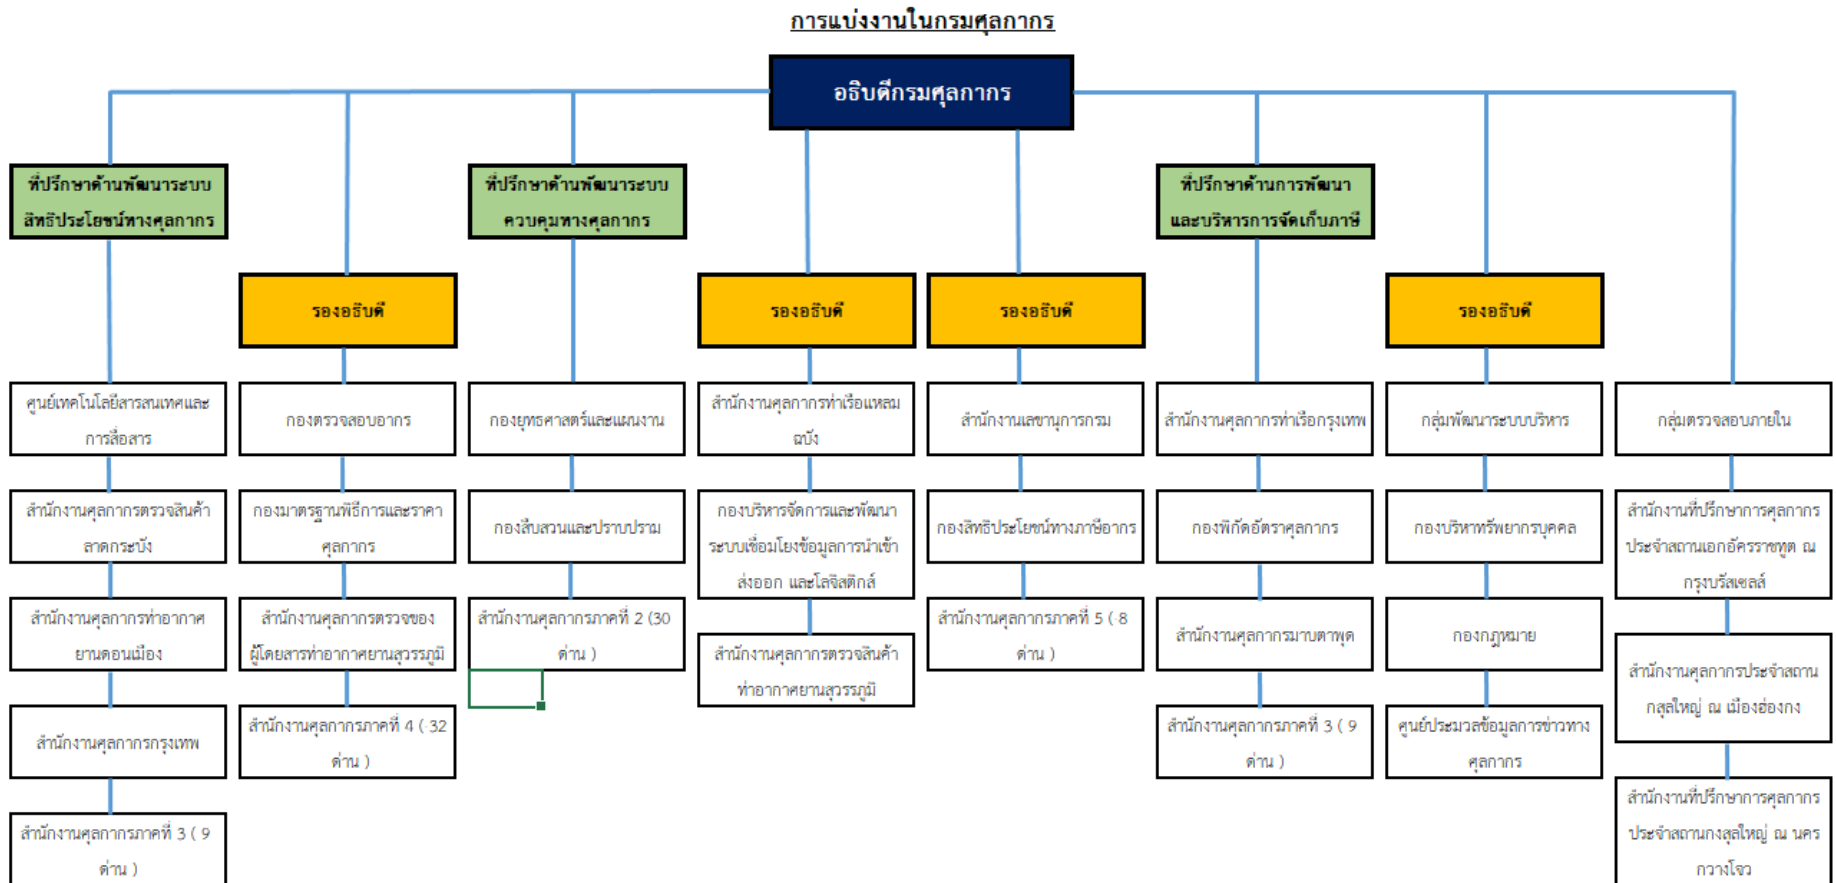 การแบ่งงานในกรมศุลกากร
อธิบดีกรมศุลกากร
ที่ปรึกษาด้านพัฒนาระบบ
สิทธิประโยชน์ทางศุลกากร
ศูนย์เทคโนโลยีสารสนเทศและ
การสื่อสาร
สำนักงานศุลกากรตรวจสินค้า
ลาดกระบัง
สำนักงานศุลกากรท่าอากาศ
ยานดอนเมือง
สำนักงานศุลกากรกรุงเทพ
สำนักงานศุลกากรภาคที่ 3 ( 9
ด่าน )
รองอธิบดี
กองตรวจสอบอากร
กองมาตรฐานพิธีการและราคา
ศุลกากร
สำนักงานศุลกากรตรวจของ
ผู้โดยสารท่าอากาศยานสุวรรภูมิ
สำนักงานศุลกากรภาคที่ 4 ( 32
ด่าน )
ที่ปรึกษาด้านพัฒนาระบบ
ควบคุมทางศุลกากร
กองยุทธศาสตร์และแผนงาน
กองสืบสวนและปราบปราม
สำนักงานศุลกากรภาคที่ 2 (30
ด่าน )
รองอธิบดี
สำนักงานศุลกากรท่าเรือแหลม
ฉบัง
กองบริหารจัดการและพัฒนา
ระบบเชื่อมโยงข้อมูลการนำเข้า
ส่งออก และโลจิสติกส์
สำนักงานศุลกากรตรวจสินค้า
ท่าอากาศยานสุวรรภูมิ
รองอธิบดี
สำนักงานเลขานุการกรม
กองสิทธิประโยชน์ทางภาษีอากร
สำนักงานศุลกากรภาคที่ 5 ( 8
ด่าน )
ที่ปรึกษาด้านการพัฒนา
และบริหารการจัดเก็บภาษี
สำนักงานศุลกากรท่าเรือกรุงเทพ
กองพิกัดอัตราศุลกากร
สำนักงานศุลกากรมาบตาพุด
สำนักงานศุลกากรภาคที่ 3 ( 9
ด่าน )
รองอธิบดี
กลุ่มพัฒนาระบบบริหาร
กองบริหาทรัพยากรบุคคล
กองกฎหมาย
ศูนย์ประมวลข้อมูลการข่าวทาง
ศุลกากร
กลุ่มตรวจสอบภายใน
สำนักงานที่ปรึกษาการศุลกากร
ประจำสถานเอกอัครราชทูต ณ
กรุงบรัสเซลส์
สำนักงานศุลกากรประจำสถาน
กสุลใหญ่ ณ เมืองฮ่องกง
สำนักงานที่ปรึกษาการศุลกากร
ประจำสถานกงสุลใหญ่ ณ นคร
กวางโจว